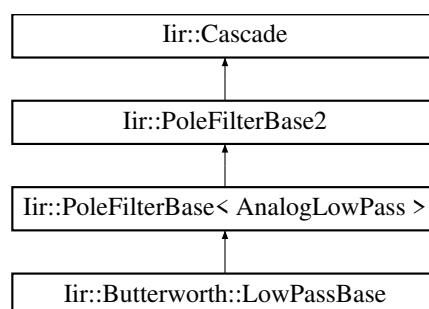 Iir::Cascade
Iir::PoleFilterBase2
Iir::PoleFilterBase< AnalogLowPass >
Iir::Butterworth::LowPassBase